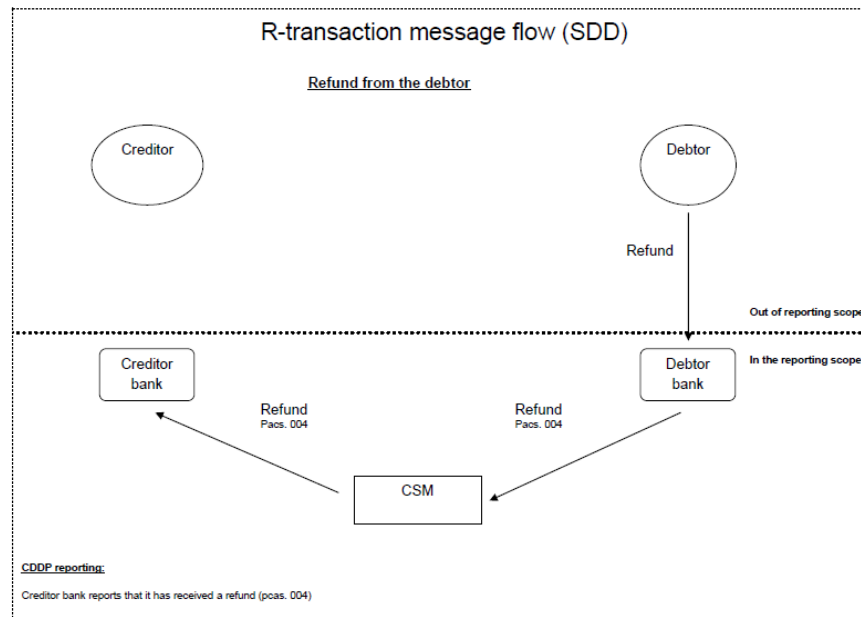 R-transaction message flow (SDD)
Refund from the debtor
Creditor
Debtor
Refund
Out of reporting scope
In the reporting scope
Creditor
bank
Debtor
bank
Refund
Pacs. 004
Refund
Pacs. 004
CSM
CDDP reporting:
Creditor bank reports that it has received a refund (pcas. 004)